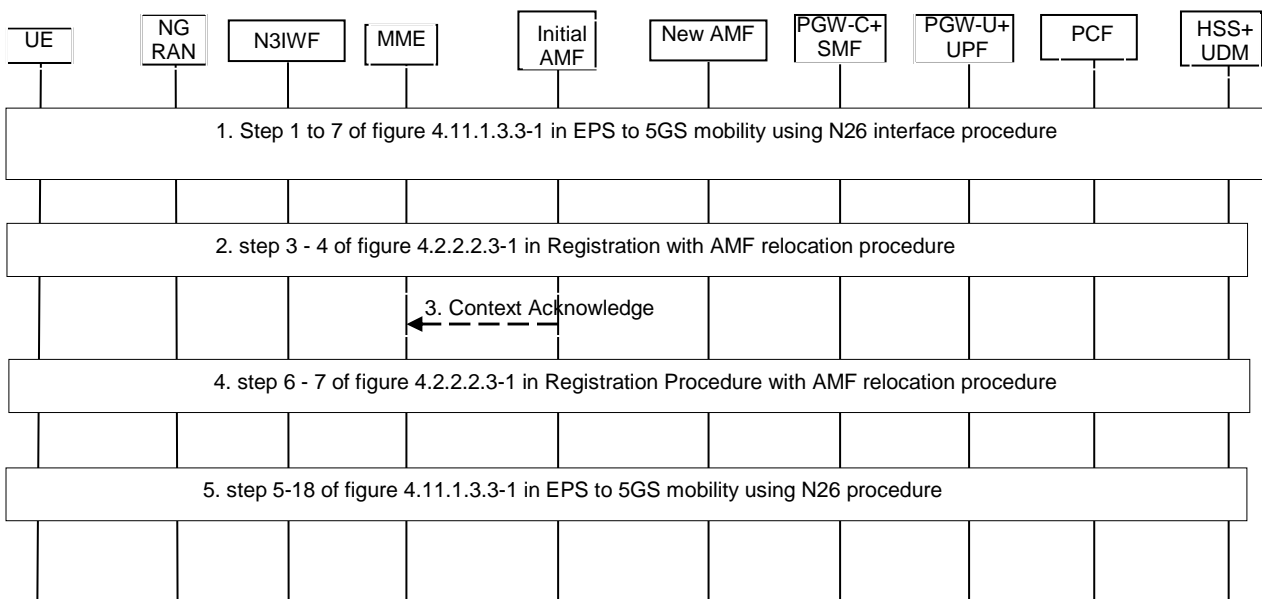 UE
NG
RAN
N3IWF
MME
Initial
AMF
New AMF
PGW-C+
SMF
PGW-U+
UPF
PCF
HSS+
UDM
1. Step 1 to 7 of figure 4.11.1.3.3-1 in EPS to 5GS mobility using N26 interface procedure
2. step 3 - 4 of figure 4.2.2.2.3-1 in Registration with AMF relocation procedure
3. Context Acknowledge
4. step 6 - 7 of figure 4.2.2.2.3-1 in Registration Procedure with AMF relocation procedure
5. step 5-18 of figure 4.11.1.3.3-1 in EPS to 5GS mobility using N26 procedure